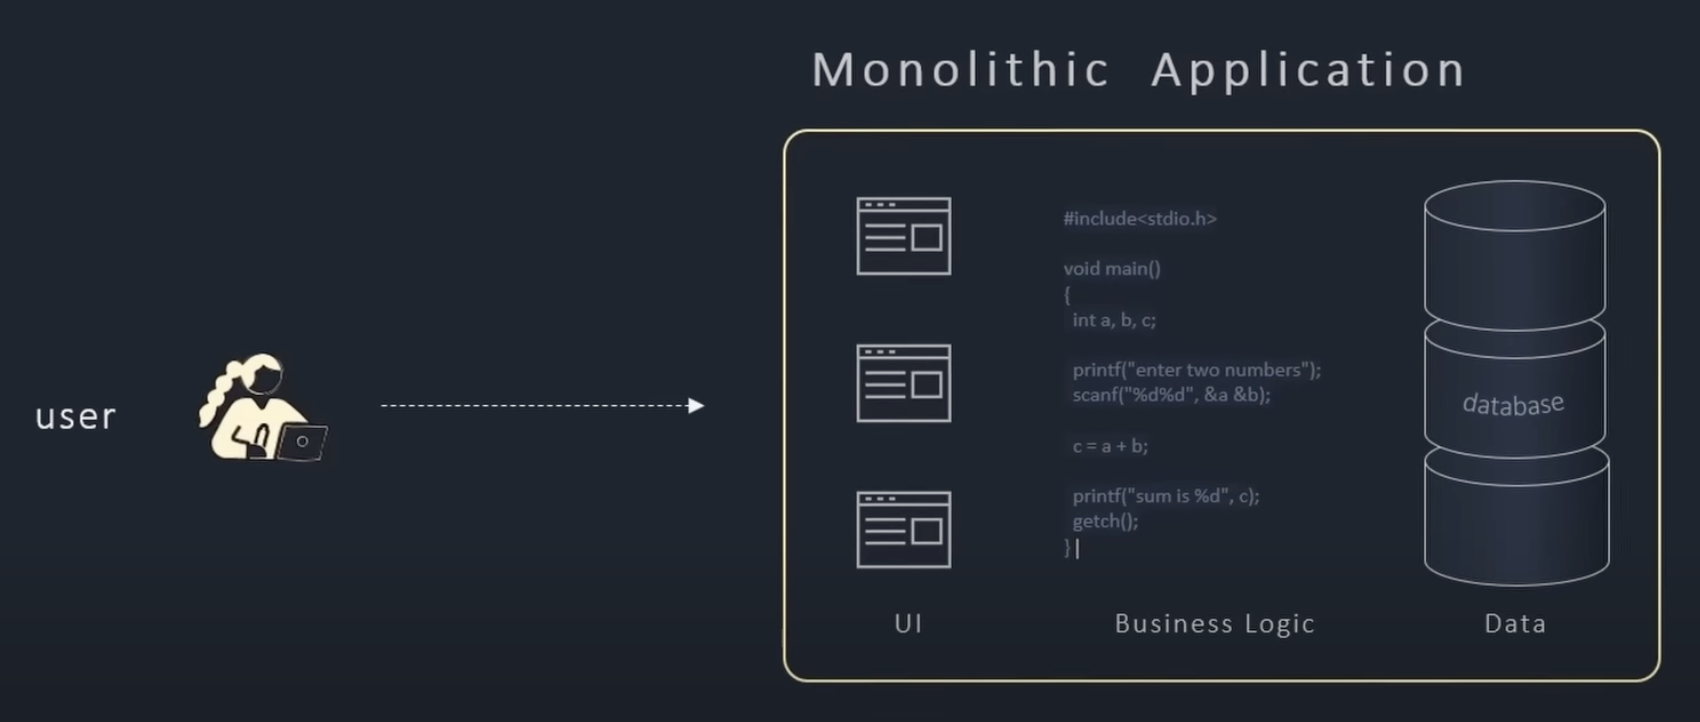 Monolithic Application
user
#include<stdio.h>
void main()
{
int a, b, c;
printf("enter two numbers");
scanf("%d%d", &a &b);
c = a + b;
printf("sum is %d", c);
getch();
}
database
UI
Business Logic
Data